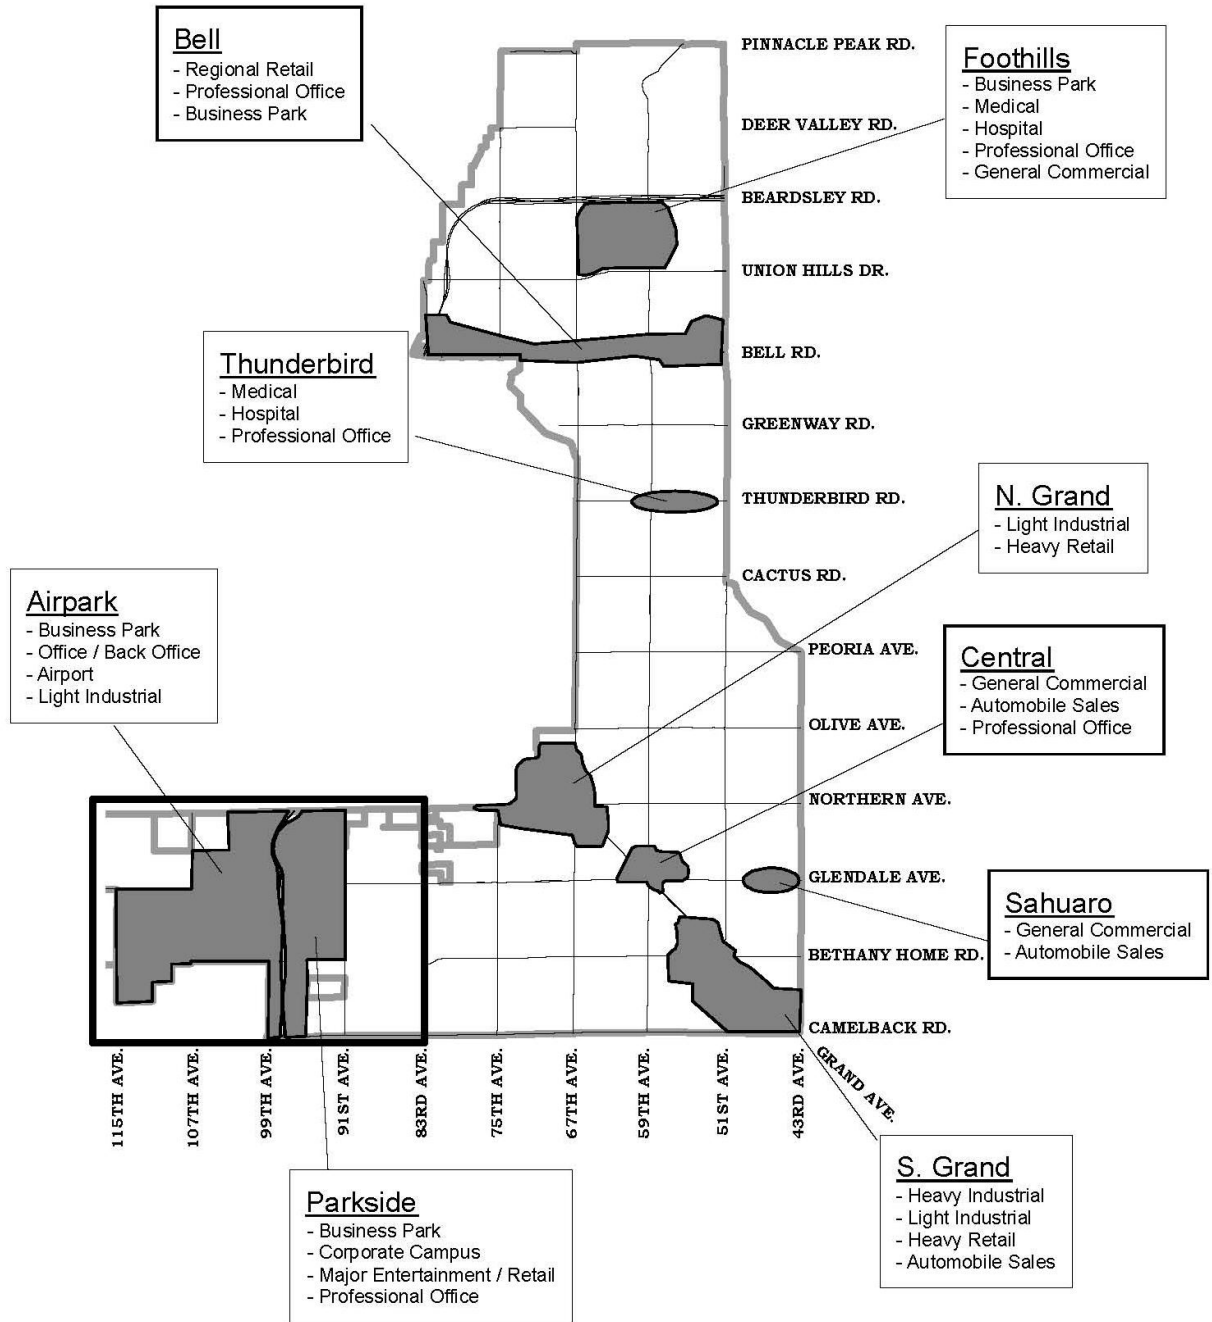 Bell
- Regional Retail
- Professional Office
- Business Park
PINNACLE PEAK RD.
Foothills
- Business Park
- Medical
- Hospital
- Professional Office
- General Commercial
DEER VALLEY RD.
BEARDSLEY RD.
UNION HILLS DR.
BELL RD.
Thunderbird
- Medical
- Hospital
- Professional Office
GREENWAY RD.
THUNDERBIRD RD.
N. Grand
- Light Industrial
- Heavy Retail
CACTUS RD.
Airpark
- Business Park
- Office / Back Office
- Airport
- Light Industrial
PEORIA AVE.
Central
- General Commercial
- Automobile Sales
- Professional Office
OLIVE AVE.
NORTHERN AVE.
GLENDALE AVE.
Sahuaro
- General Commercial
- Automobile Sales
BETHANY HOME RD.
CAMELBACK RD.
GRAND AVE.
115TH AVE.
107TH AVE.
99TH AVE.
91ST AVE.
83RD AVE.
75TH AVE.
67TH AVE.
59TH AVE.
51ST AVE.
43RD AVE.
S. Grand
- Heavy Industrial
- Light Industrial
- Heavy Retail
- Automobile Sales
Parkside
- Business Park
- Corporate Campus
- Major Entertainment / Retail
- Professional Office